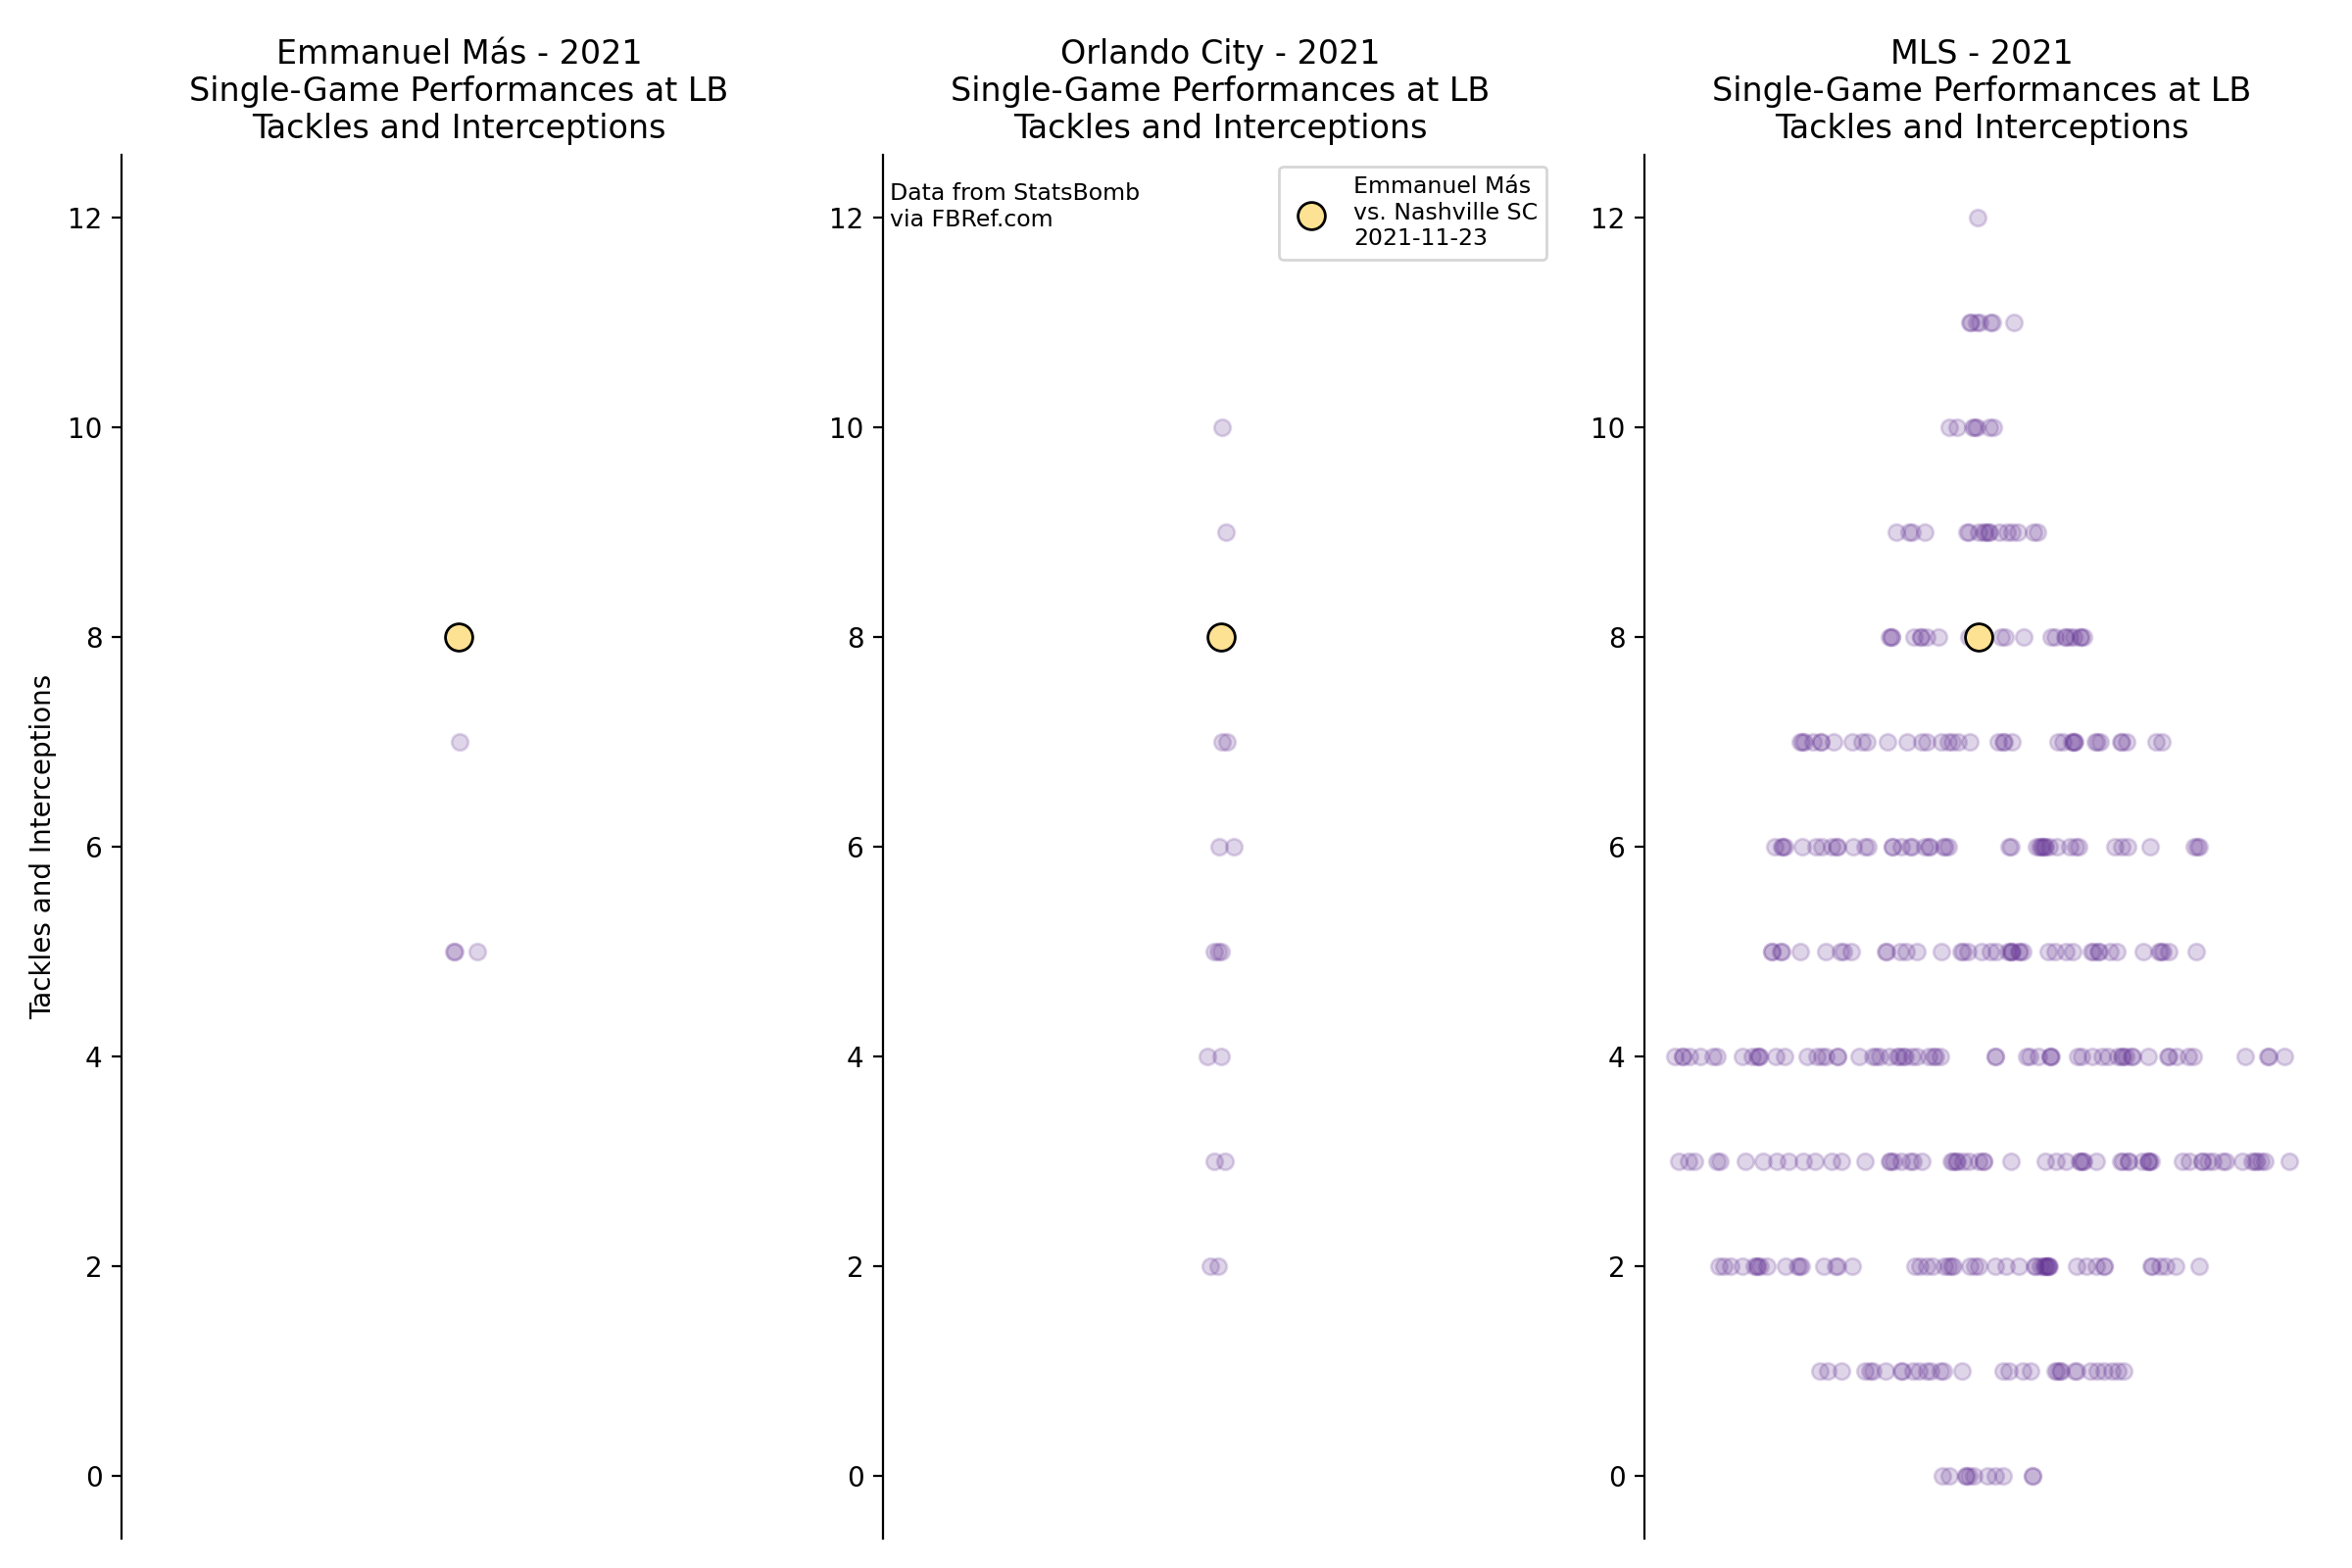 Emmanuel Más - 2021
Single-Game Performances at LB
Tackles and Interceptions
Tackles and Interceptions
12
10
8
6
4
2
0
Orlando City - 2021
Single-Game Performances at LB
Tackles and Interceptions
Data from StatsBomb
via FBRef.com
Emmanuel Más
vs. Nashville SC
2021-11-23
12
10
8
6
4
2
0
MLS - 2021
Single-Game Performances at LB
Tackles and Interceptions
12
10
8
6
4
2
0